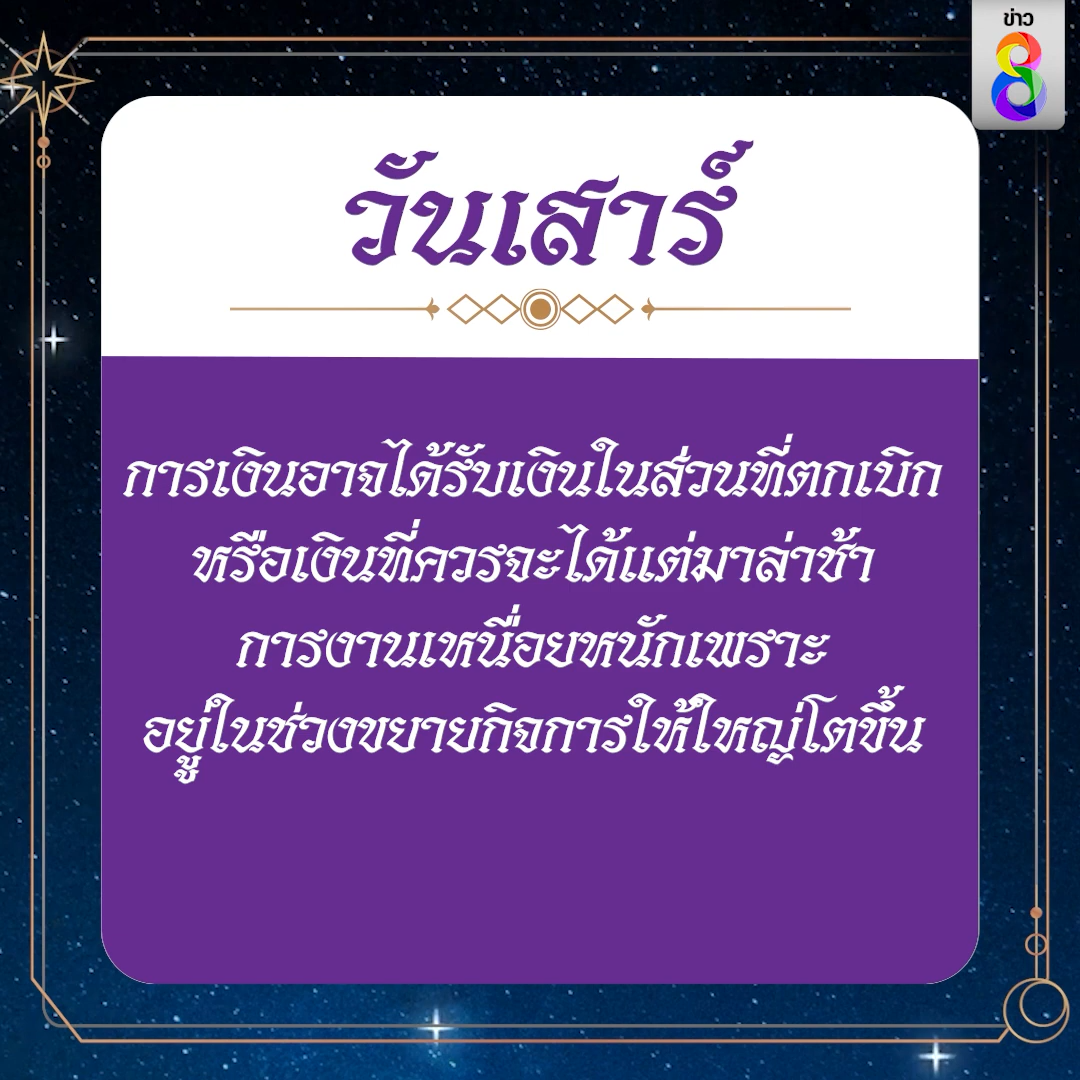 ข่าว
8
วันเสาร์
การเงินอาจได้รับเงินในส่วนที่ตกเบิก
หรือเงินที่ควรจะได้แต่มาล่าช้า
การงานเหนื่อยหนักเพราะ
อยู่ในช่วงขยายกิจการให้ใหญ่โตขึ้น